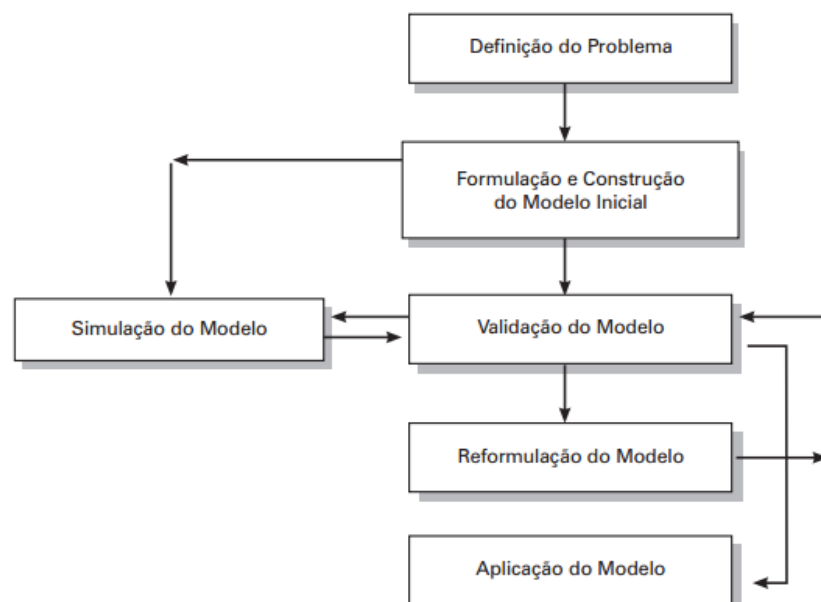 Definição do Problema
Formulação e Construção
do Modelo Inicial
Simulação do Modelo
Validação do Modelo
Reformulação do Modelo
Aplicação do Modelo